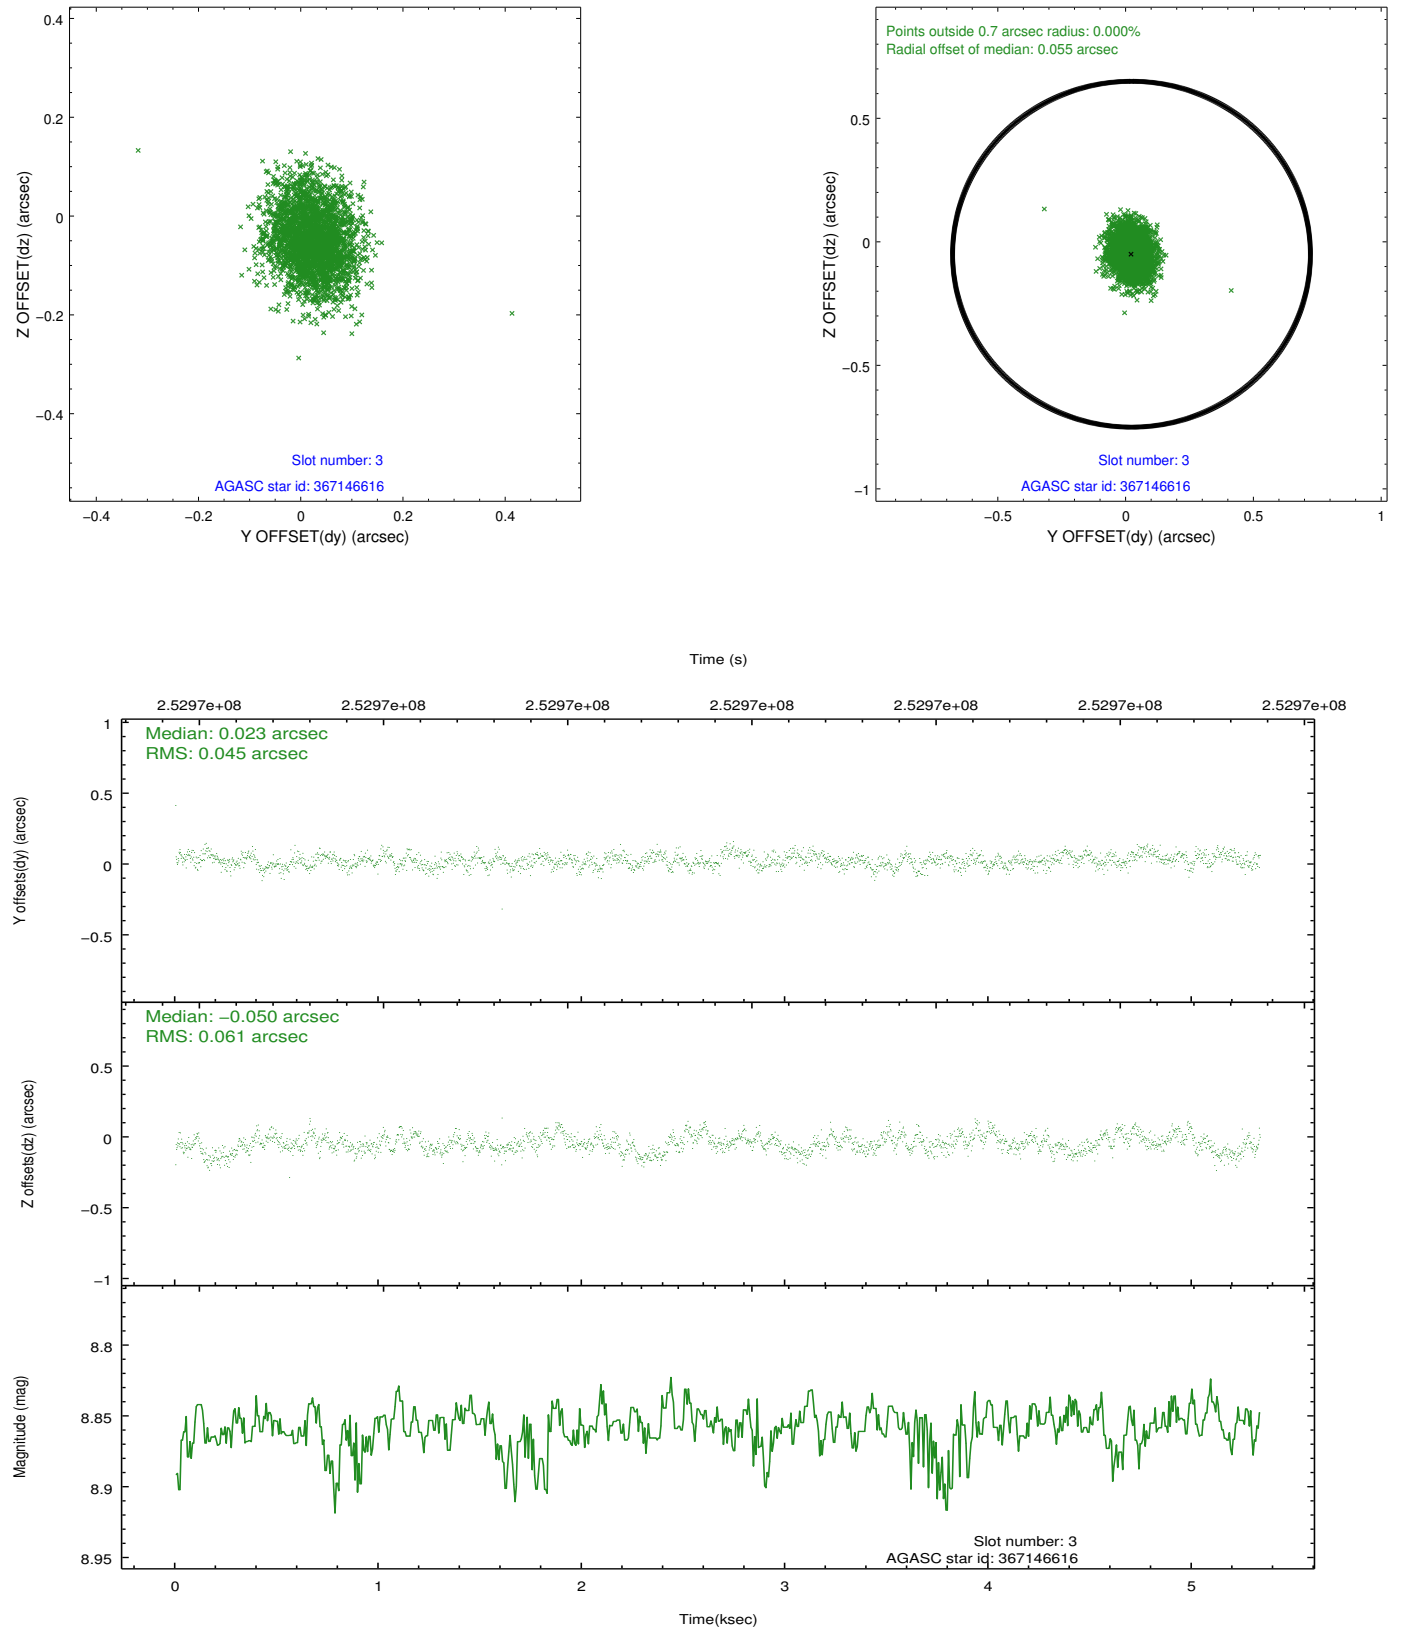 0.4
0.2
0
−0.2
−0.4
Z OFFSET(dz) (arcsec)
Slot number: 3
AGASC star id: 367146616
−0.4 −0.2 0 0.2 0.4
Y OFFSET(dy) (arcsec)
Points outside 0.7 arcsec radius: 0.000%
Radial offset of median: 0.055 arcsec
0.5
0
−0.5
−1
Z OFFSET(dz) (arcsec)
Slot number: 3
AGASC star id: 367146616
−0.5 0 0.5 1
Y OFFSET(dy) (arcsec)
Time (s)
2.5297e+08 2.5297e+08 2.5297e+08 2.5297e+08 2.5297e+08 2.5297e+08 2.5297e+08
Median: 0.023 arcsec
RMS: 0.045 arcsec
1
0.5
0
−0.5
Y offsets(dy) (arcsec)
Median: −0.050 arcsec
RMS: 0.061 arcsec
0.5
0
−0.5
−1
Z offsets(dz) (arcsec)
8.8
8.85
8.9
8.95
Magnitude (mag)
Slot number: 3
AGASC star id: 367146616
0 1 2 3 4 5
Time(ksec)